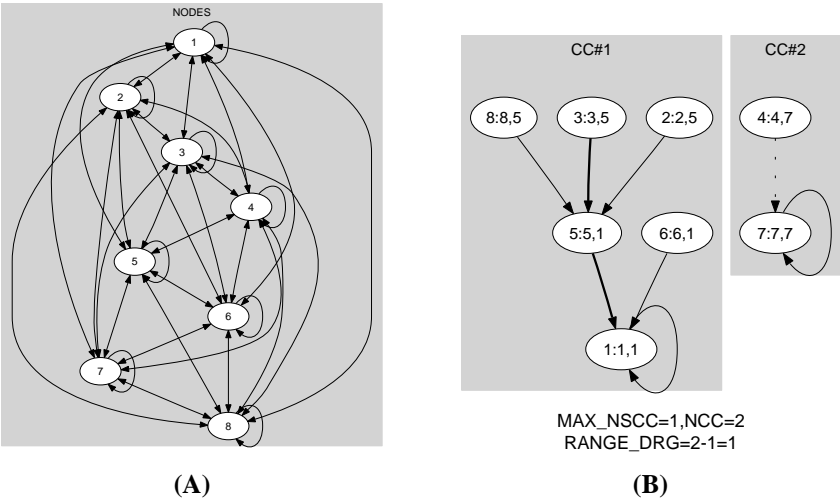 NODES
1
2
3
4
5
6
7
8
(A)
CC#1
8:8,5
3:3,5
2:2,5
5:5,1
6:6,1
1:1,1
CC#2
4:4,7
7:7,7
MAX_NSCC=1,NCC=2
RANGE_DRG=2-1=1
(B)